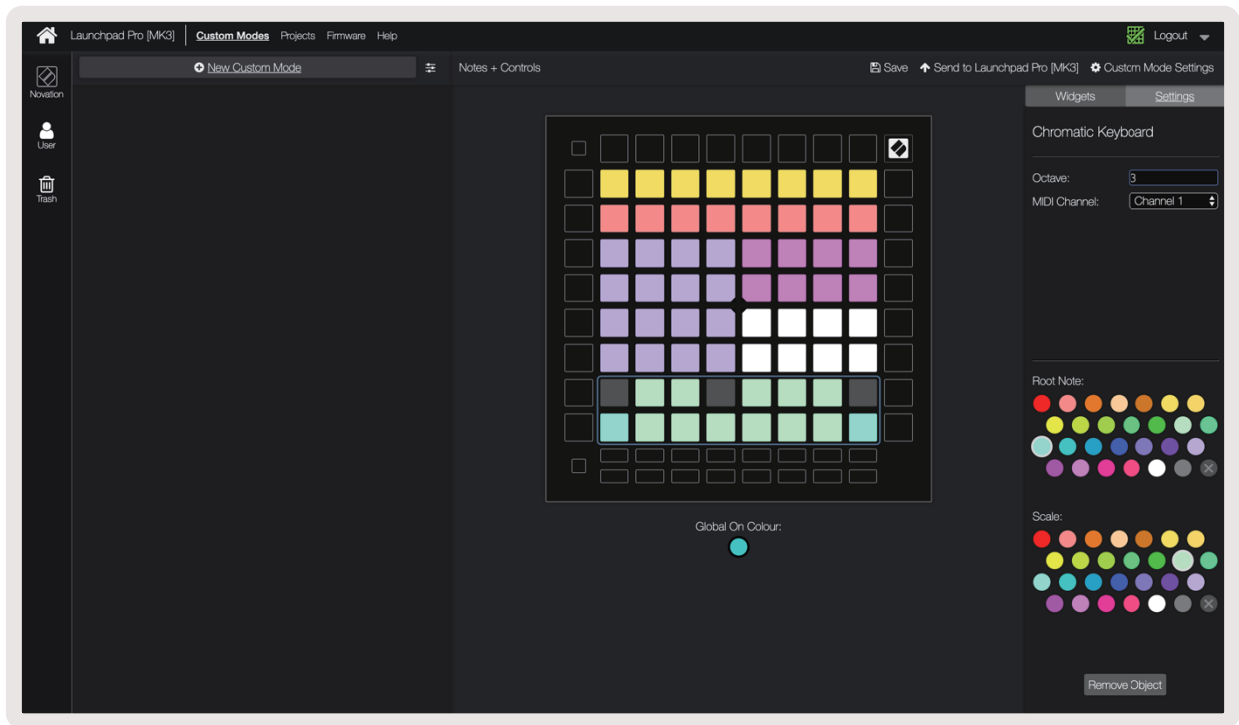 Launchpad Pro [MK3]
Custom Modes
Projects
Firmware
Help
Logout
Novation
User
Trash
New Custom Mode
Notes + Controls
Save
Send to Launchpad Pro [MK3]
Custom Mode Settings
Widgets
Settings
Chromatic Keyboard
Octave:
3
MIDI Channel:
Channel 1
Root Note:
Scale:
Global On Colour:
Remove Object